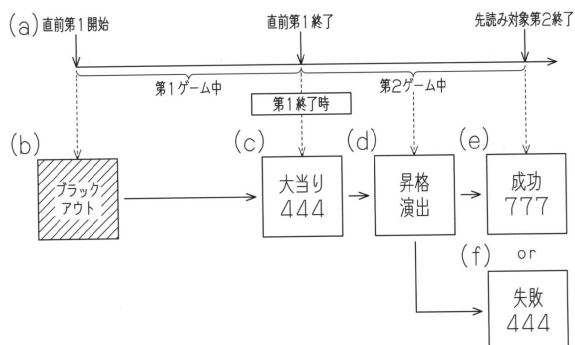 (a)
直前第1開始
直前第1終了
先読み対象第2終了
第1ゲーム中
第2ゲーム中
第1終了時
(b)
ブラック
アウト
(c)
大当り
444
(d)
昇格
演出
(e)
成功
777
(f)
or
失敗
444